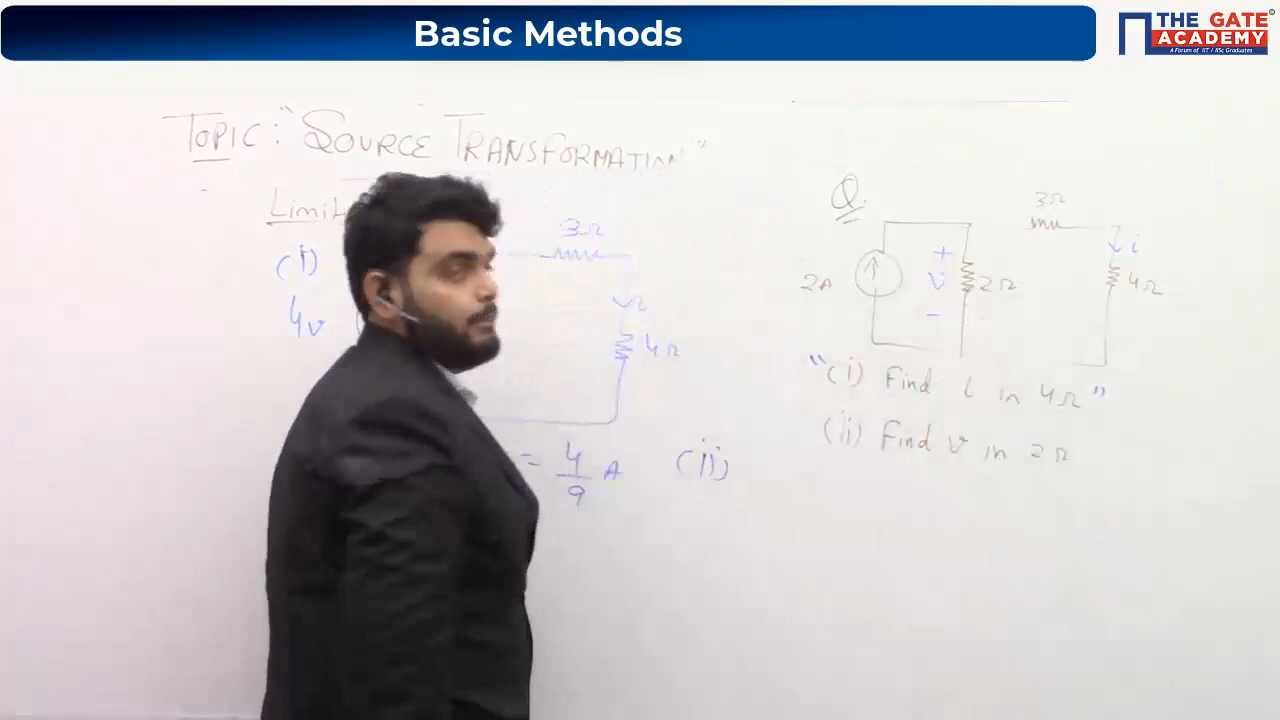 Basic Methods
THE GATE ACADEMY
A Forum of IIT / IISc Graduates
TOPIC: "SOURCE TRANSFORMATION"
Limit
(i)
4v
3Ω
i
4Ω
= 4/9 A (ii)
Q.
2A
+
v
-
2Ω
3Ω
i
4Ω
"(i) Find i in 4Ω"
(ii) Find v in 2Ω